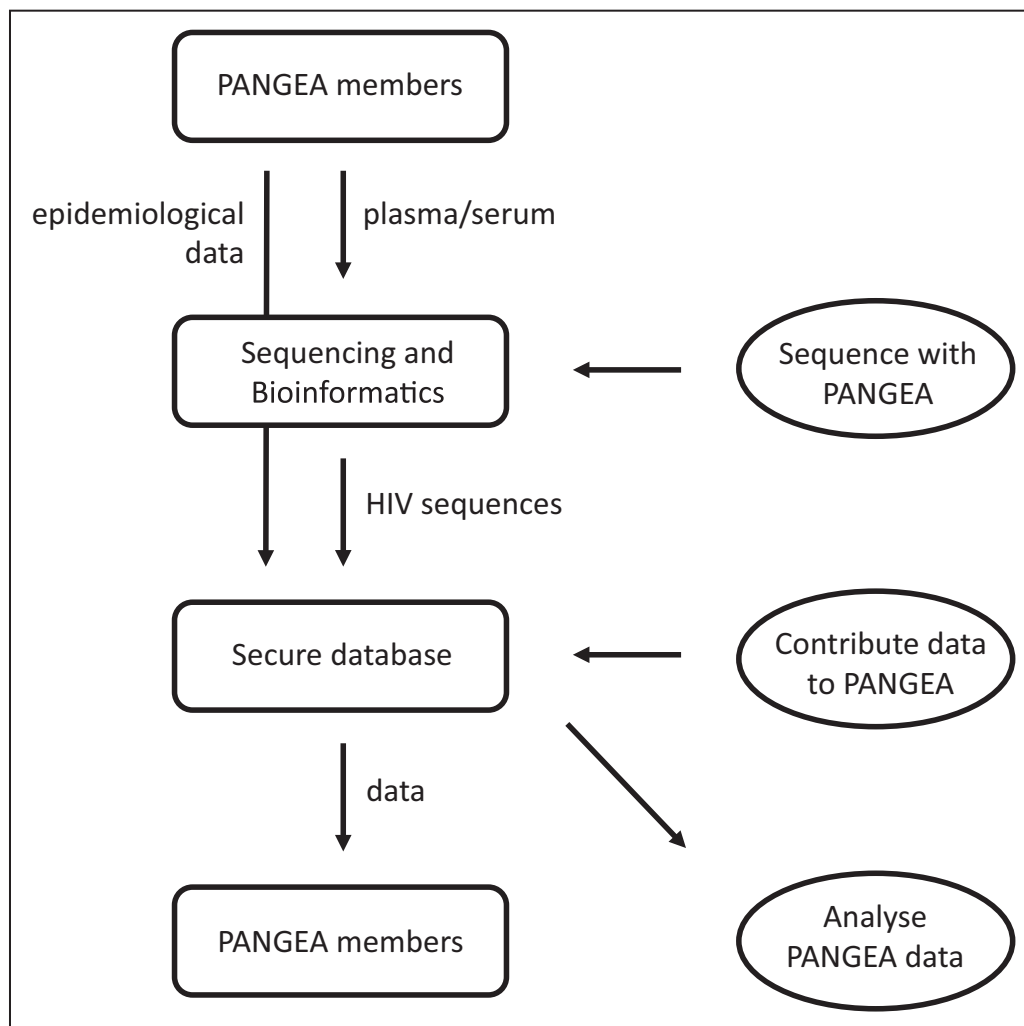 PANGEA members
epidemiological
data
plasma/serum
Sequencing and
Bioinformatics
Sequence with
PANGEA
HIV sequences
Secure database
Contribute data
to PANGEA
data
PANGEA members
Analyse
PANGEA data